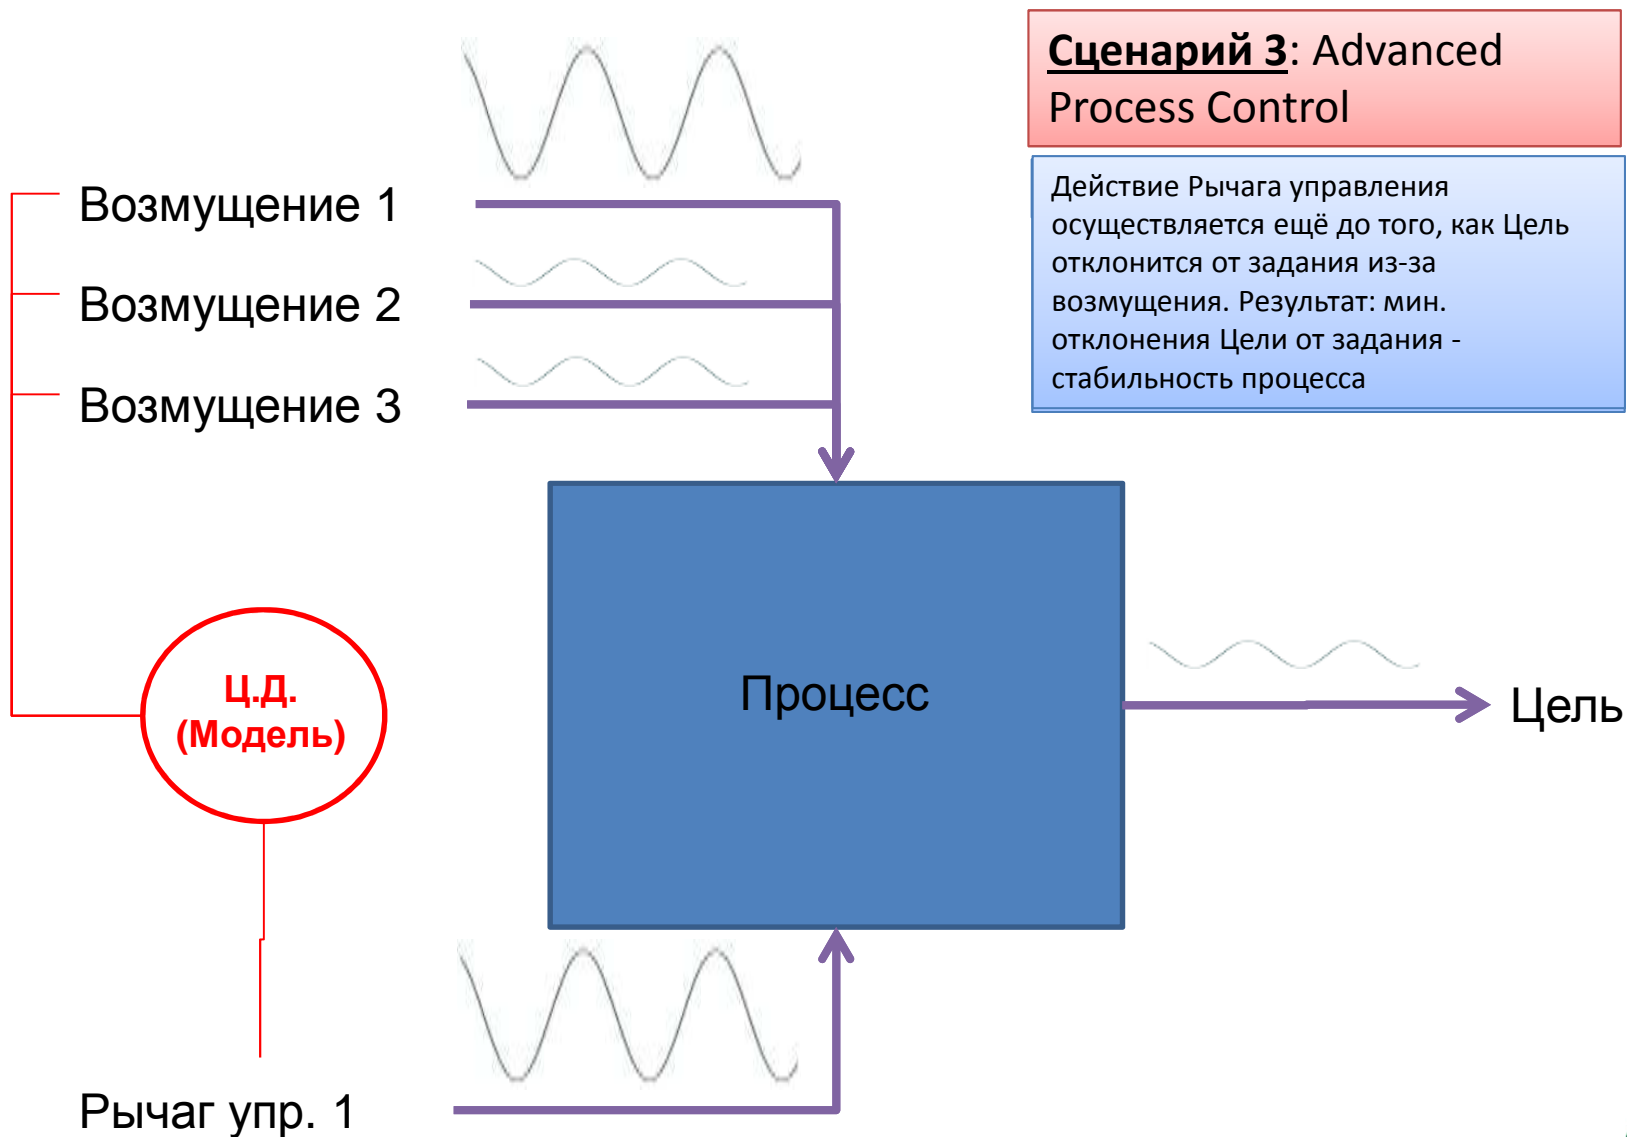 Сценарий 3: Advanced
Process Control
Действие Рычага управления
осуществляется ещё до того, как Цель
отклонится от задания из-за
возмущения. Результат: мин.
отклонения Цели от задания -
стабильность процесса
Возмущение 1
Возмущение 2
Возмущение 3
Ц.Д.
(Модель)
Процесс
Цель
Рычаг упр. 1